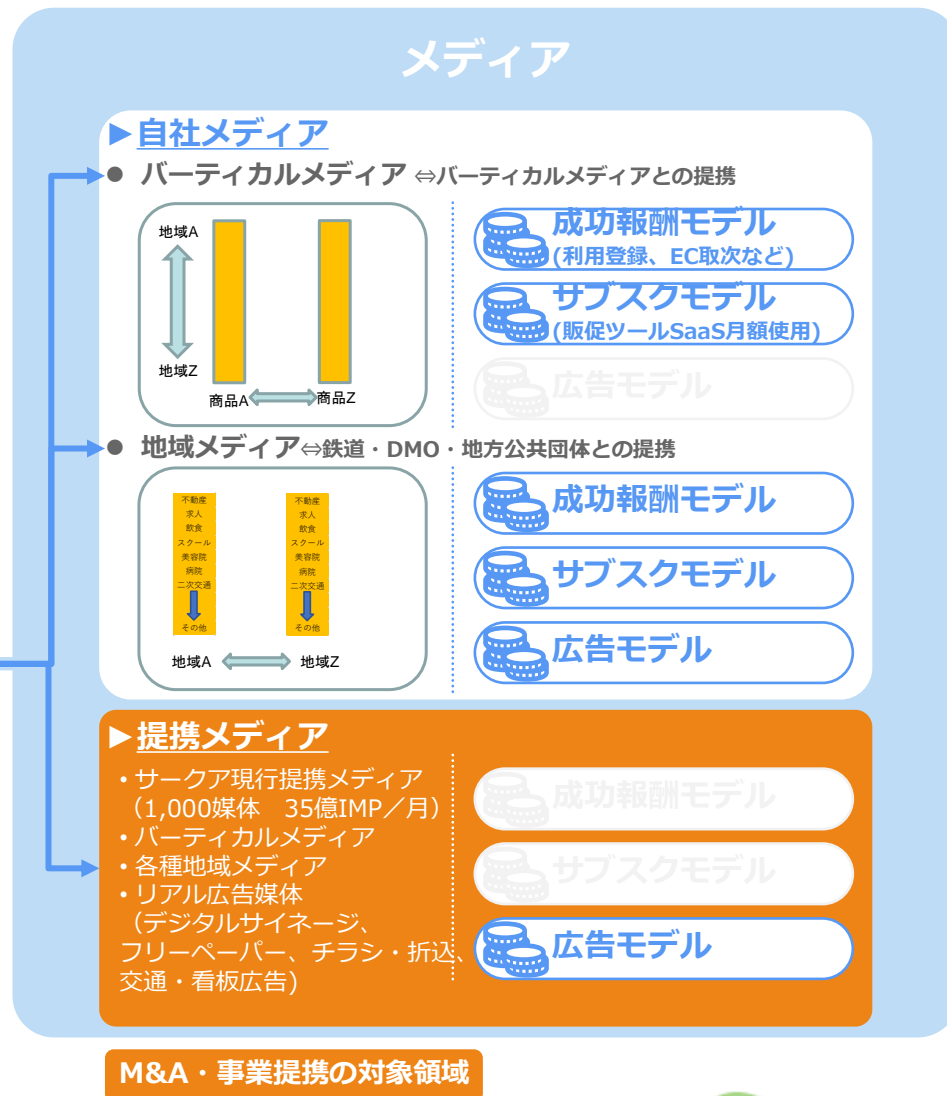 メディア
►自社メディア
● バーティカルメディア ⇔バーティカルメディアとの提携
地域A
地域Z
商品A
商品Z
成功報酬モデル
(利用登録、EC取次など)
サブスクモデル
(販促ツールSaaS月額使用)
広告モデル
● 地域メディア⇔鉄道・DMO・地方公共団体との提携
不動産
求人
飲食
スクール
美容院
病院
二次交通
その他
不動産
求人
飲食
スクール
美容院
病院
二次交通
その他
地域A
地域Z
成功報酬モデル
サブスクモデル
広告モデル
►提携メディア
・サークア現行提携メディア
（1,000媒体　35億IMP／月）
・バーティカルメディア
・各種地域メディア
・リアル広告媒体
（デジタルサイネージ、
フリーペーパー、チラシ・折込、
交通・看板広告)
成功報酬モデル
サブスクモデル
広告モデル
M&A・事業提携の対象領域